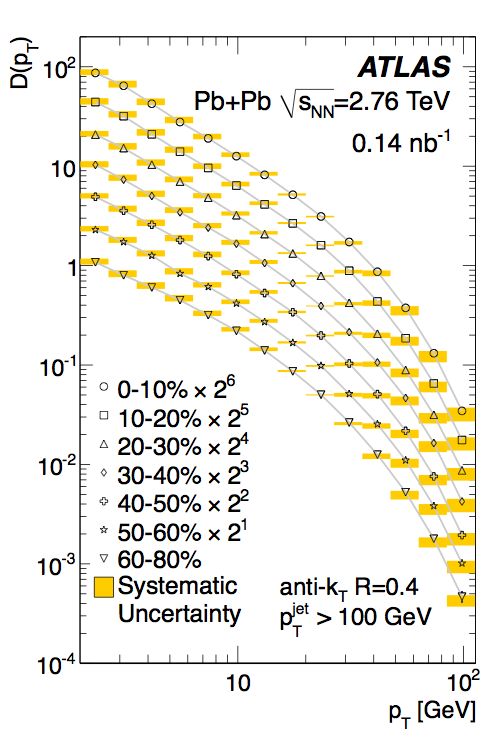 D(p_T)
10^2
10
1
10^-1
10^-2
10^-3
10^-4
ATLAS
Pb+Pb √s_NN=2.76 TeV
0.14 nb^-1
0-10% × 2^6
10-20% × 2^5
20-30% × 2^4
30-40% × 2^3
40-50% × 2^2
50-60% × 2^1
60-80%
Systematic
Uncertainty
anti-k_T R=0.4
p_T^jet > 100 GeV
10
10^2
p_T [GeV]